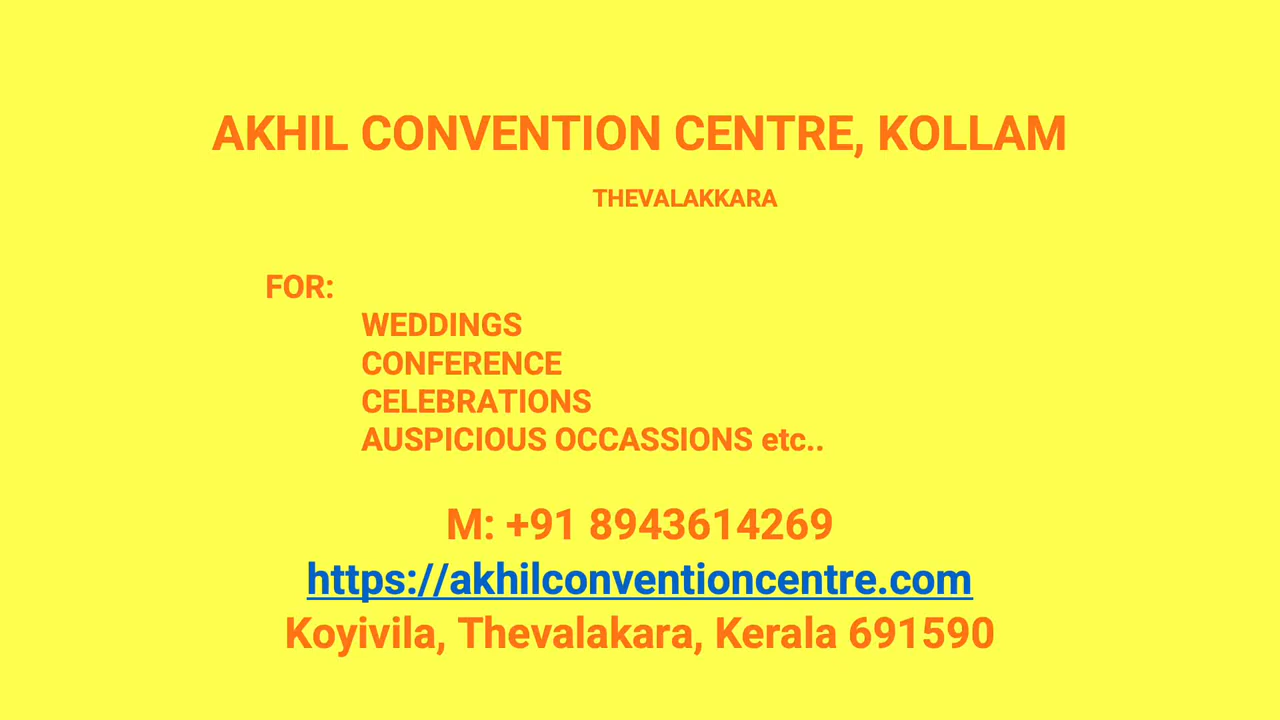 AKHIL CONVENTION CENTRE, KOLLAM
THEVALAKKARA
FOR:
WEDDINGS
CONFERENCE
CELEBRATIONS
AUSPICIOUS OCCASSIONS etc..
M: +91 8943614269
https://akhilconventioncentre.com
Koyivila, Thevalakara, Kerala 691590